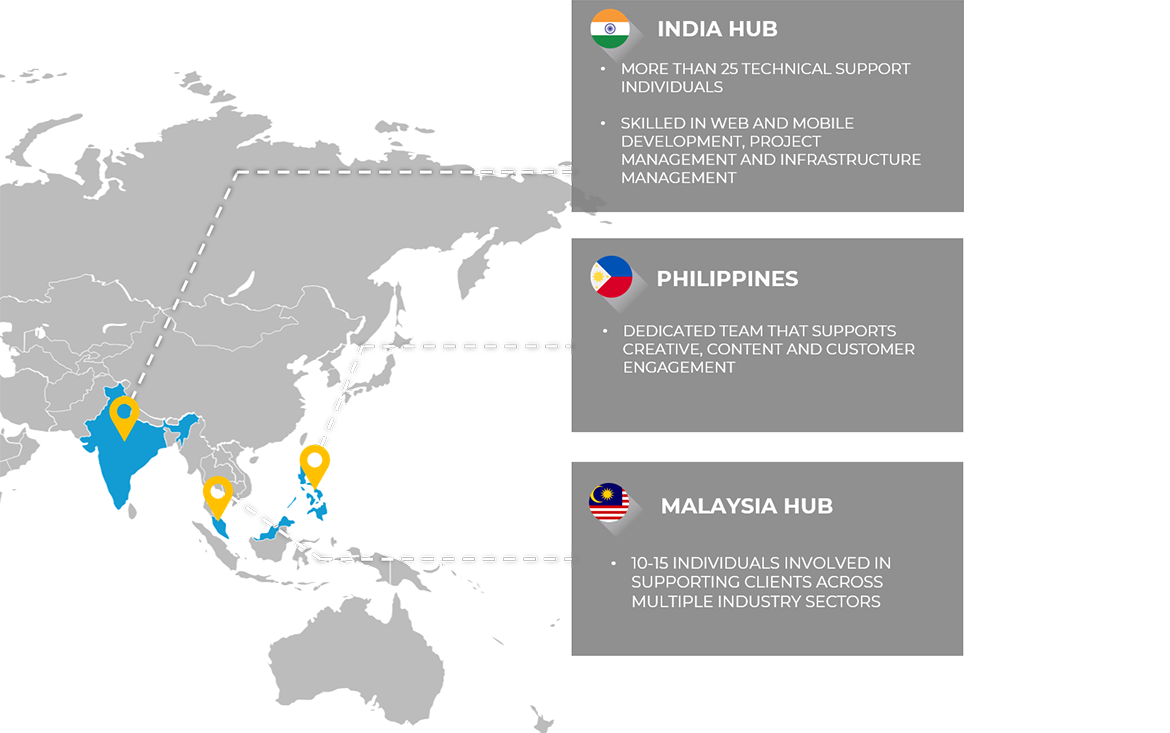 INDIA HUB
• MORE THAN 25 TECHNICAL SUPPORT
INDIVIDUALS
• SKILLED IN WEB AND MOBILE
DEVELOPMENT, PROJECT
MANAGEMENT AND INFRASTRUCTURE
MANAGEMENT
PHILIPPINES
• DEDICATED TEAM THAT SUPPORTS
CREATIVE, CONTENT AND CUSTOMER
ENGAGEMENT
MALAYSIA HUB
• 10-15 INDIVIDUALS INVOLVED IN
SUPPORTING CLIENTS ACROSS
MULTIPLE INDUSTRY SECTORS